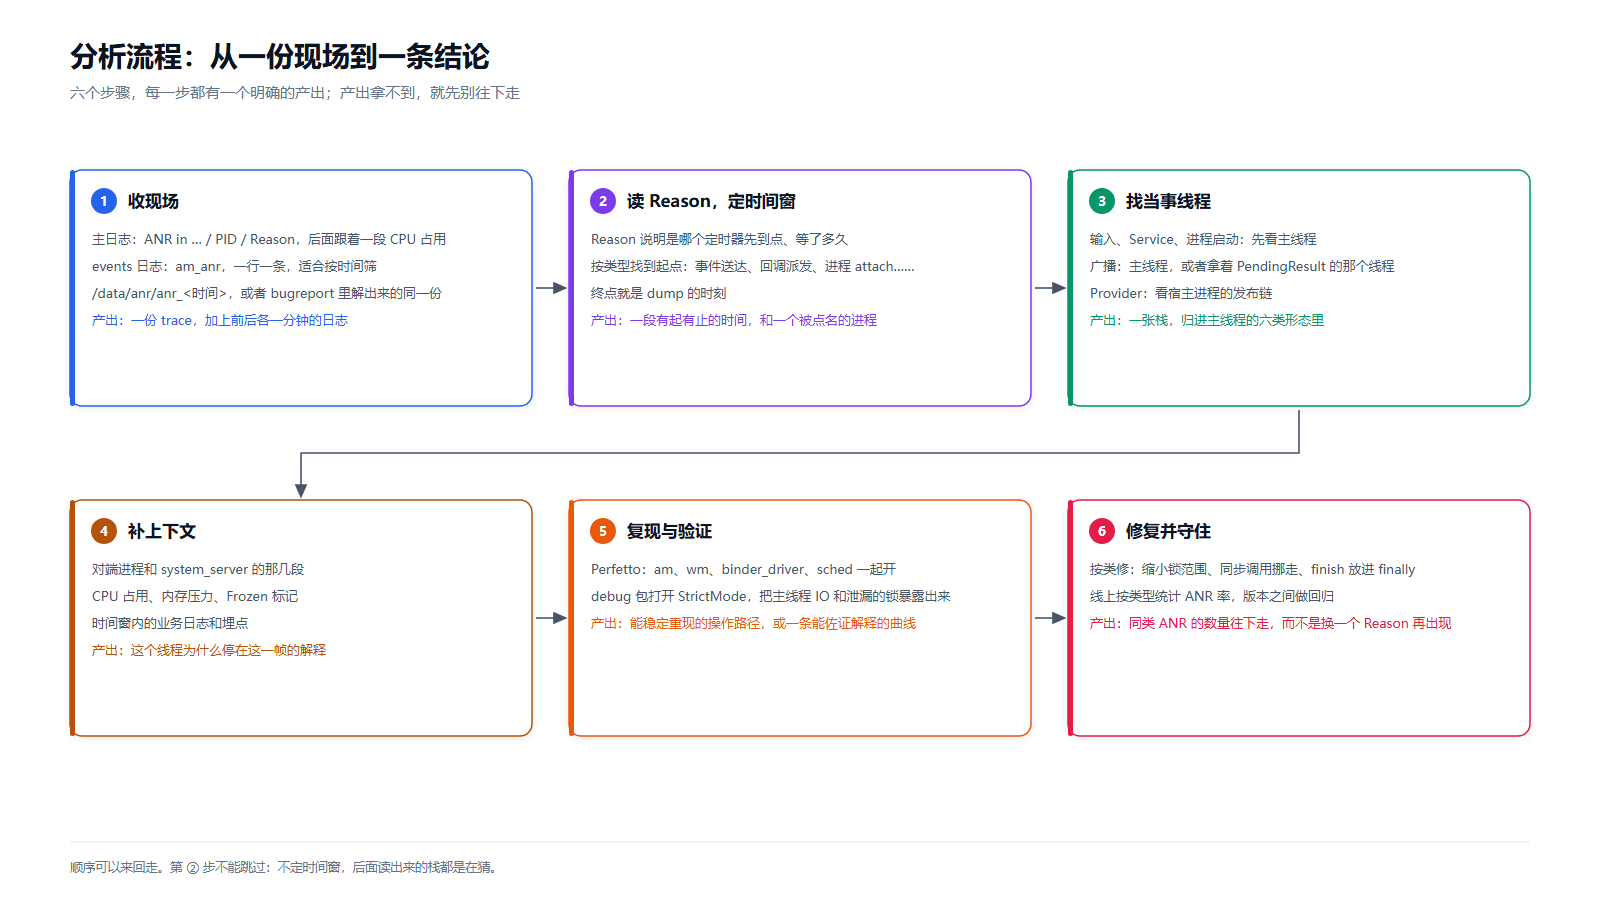 分析流程：从一份现场到一条结论
六个步骤，每一步都有一个明确的产出；产出拿不到，就先别往下走
1 收现场
主日志：ANR in ... / PID / Reason，后面跟着一段 CPU 占用
events 日志：am_anr，一行一条，适合按时间筛
/data/anr/anr_<时间>，或者 bugreport 里解出来的同一份
产出：一份 trace，加上前后各一分钟的日志
2 读 Reason，定时间窗
Reason 说明是哪个定时器先到点、等了多久
按类型找到起点：事件送达、回调派发、进程 attach……
终点就是 dump 的时刻
产出：一段有起有止的时间，和一个被点名的进程
3 找当事线程
输入、Service、进程启动：先看主线程
广播：主线程，或者拿着 PendingResult 的那个线程
Provider：看宿主进程的发布链
产出：一张栈，归进主线程的六类形态里
4 补上下文
对端进程和 system_server 的那几段
CPU 占用、内存压力、Frozen 标记
时间窗内的业务日志和埋点
产出：这个线程为什么停在这一帧的解释
5 复现与验证
Perfetto：am、wm、binder_driver、sched 一起开
debug 包打开 StrictMode，把主线程 IO 和泄漏的锁暴露出来
产出：能稳定重现的操作路径，或一条能佐证解释的曲线
6 修复并守住
按类修：缩小锁范围、同步调用挪走、finish 放进 finally
线上按类型统计 ANR 率，版本之间做回归
产出：同类 ANR 的数量往下走，而不是换一个 Reason 再出现
顺序可以来回走。第 ② 步不能跳过：不定时间窗，后面读出来的栈都是在猜。